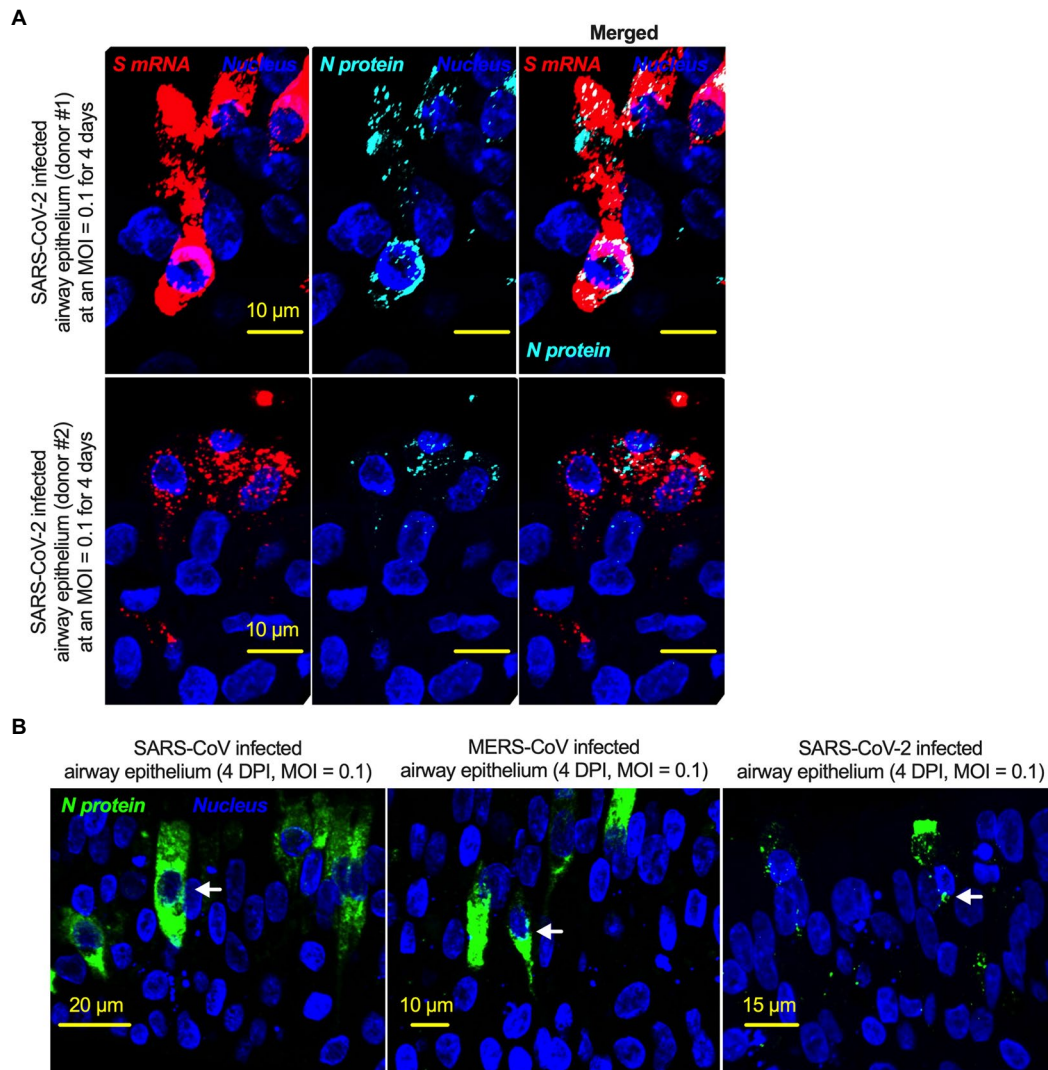 A
Merged
SARS-CoV-2 infected
airway epithelium (donor #1)
at an MOI = 0.1 for 4 days
S mRNA Nucleus
N protein Nucleus
S mRNA Nucleus
10 µm
N protein
SARS-CoV-2 infected
airway epithelium (donor #2)
at an MOI = 0.1 for 4 days
10 µm
B
SARS-CoV infected
airway epithelium (4 DPI, MOI = 0.1)
MERS-CoV infected
airway epithelium (4 DPI, MOI = 0.1)
SARS-CoV-2 infected
airway epithelium (4 DPI, MOI = 0.1)
N protein Nucleus
20 µm
10 µm
15 µm